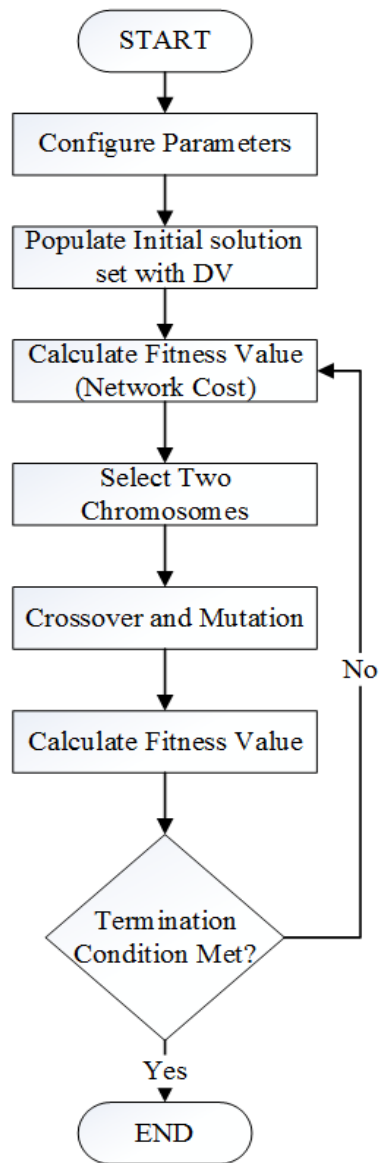 START
Configure Parameters
Populate Initial solution
set with DV
Calculate Fitness Value
(Network Cost)
Select Two
Chromosomes
Crossover and Mutation
No
Calculate Fitness Value
Termination
Condition Met?
Yes
END